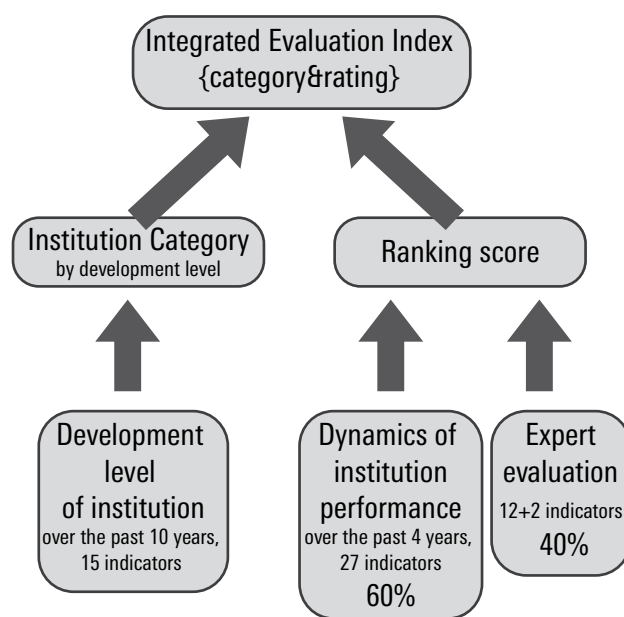 Integrated Evaluation Index
{category&rating}
Institution Category
by development level
Ranking score
Development
level
of institution
over the past 10 years,
15 indicators
Dynamics of
institution
performance
over the past 4 years,
27 indicators
60%
Expert
evaluation
12+2 indicators
40%